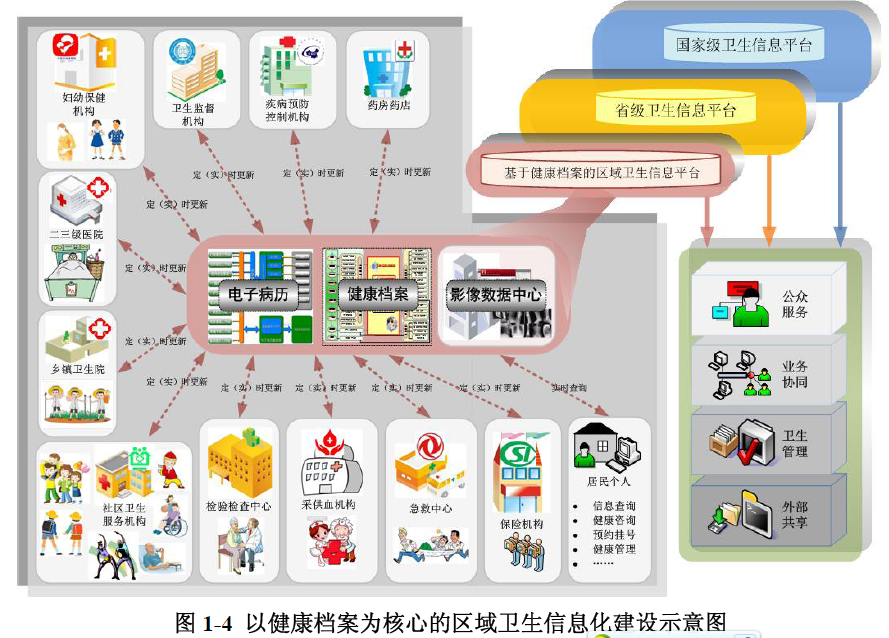 国家级卫生信息平台
省级卫生信息平台
基于健康档案的区域卫生信息平台
妇幼保健
机构
卫生监督
机构
疾病预防
控制机构
药房药店
定（实）时更新
定（实）时更新
定（实）时更新
定（实）时更新
二三级医院
定（实）时更新
电子病历
健康档案
影像数据中心
公众
服务
乡镇卫生院
定（实）时更新
业务
协同
定（实）时更新
定（实）时更新
定（实）时更新
定（实）时更新
定（实）时更新
实时查询
卫生
管理
社区卫生
服务机构
检验检查中心
采供血机构
急救中心
SI
保险机构
居民个人
• 信息查询
• 健康咨询
• 预约挂号
• 健康管理
• ……
外部
共享
图 1-4 以健康档案为核心的区域卫生信息化建设示意图